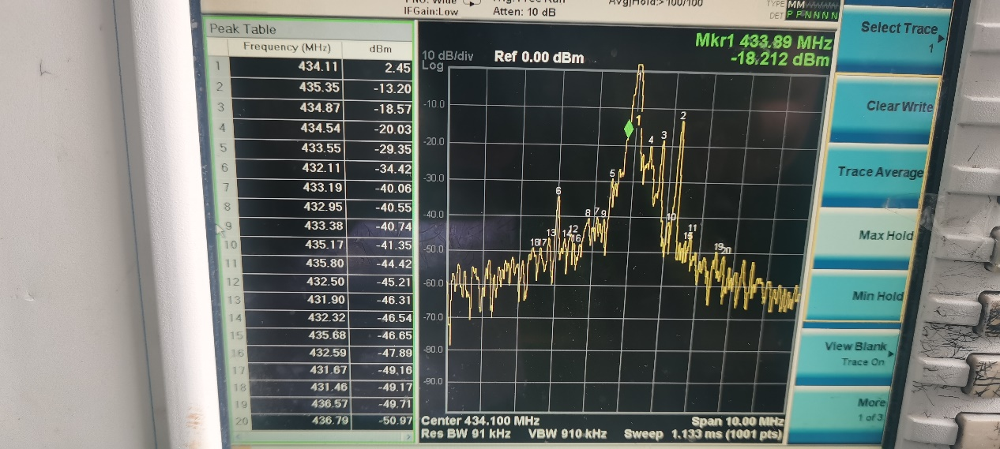 IFGain:Low
Atten: 10 dB
Avg|Hold:>100/100
TYPE
DET P P N N N N
Peak Table
Frequency (MHz) dBm
1 434.11 2.45
2 435.35 -13.20
3 434.87 -18.57
4 434.54 -20.03
5 433.55 -29.35
6 432.11 -34.42
7 433.19 -40.06
8 432.95 -40.55
9 433.38 -40.74
10 435.17 -41.35
11 435.80 -44.42
12 432.50 -45.21
13 431.90 -46.31
14 432.32 -46.54
15 435.68 -46.65
16 432.59 -47.89
17 431.67 -49.16
18 431.46 -49.17
19 436.57 -49.71
20 436.79 -50.97
Mkr1 433.89 MHz
-18.212 dBm
10 dB/div Ref 0.00 dBm
Log
-10.0
-20.0
-30.0
-40.0
-50.0
-60.0
-70.0
-80.0
-90.0
1
1
2
3
4
5
6
8 7 9
10
11
12
13
14
15
16
18 17
19 20
Center 434.100 MHz Span 10.00 MHz
Res BW 91 kHz VBW 910 kHz Sweep 1.133 ms (1001 pts)
Select Trace
1
Clear Write
Trace Average
Max Hold
Min Hold
View Blank
Trace On
More
1 of 3